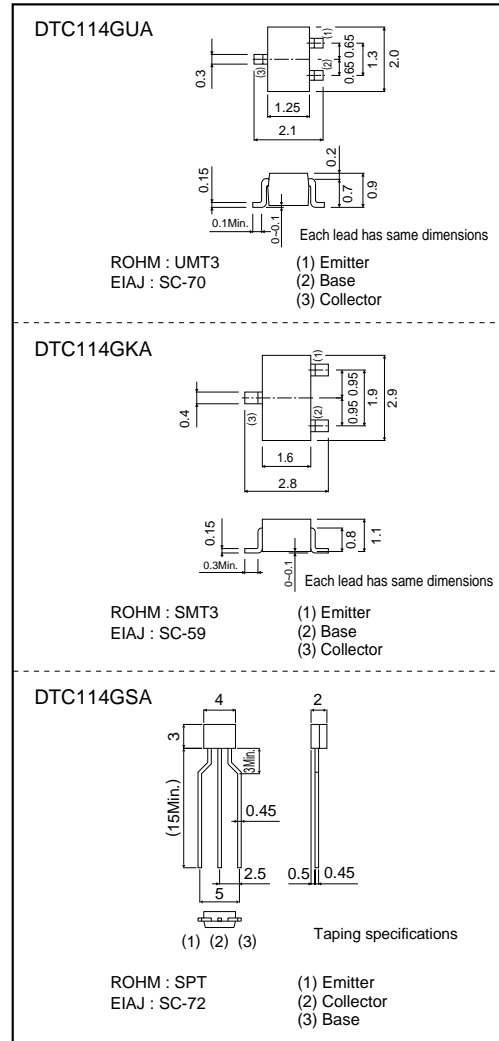 DTC114GUA
(1)
(3)
(2)
0.3
0.65 0.65
1.3
2.0
1.25
2.1
0.2
0.15
0.7
0.9
0.1Min.
0~0.1
Each lead has same dimensions
ROHM : UMT3
EIAJ : SC-70
(1) Emitter
(2) Base
(3) Collector
DTC114GKA
(1)
(3)
(2)
0.4
0.95 0.95
1.9
2.9
1.6
2.8
0.15
0.8
1.1
0.3Min.
0~0.1
Each lead has same dimensions
ROHM : SMT3
EIAJ : SC-59
(1) Emitter
(2) Base
(3) Collector
DTC114GSA
4
2
3
3Min.
(15Min.)
0.45
2.5
0.5
0.45
5
(1) (2) (3)
Taping specifications
ROHM : SPT
EIAJ : SC-72
(1) Emitter
(2) Collector
(3) Base